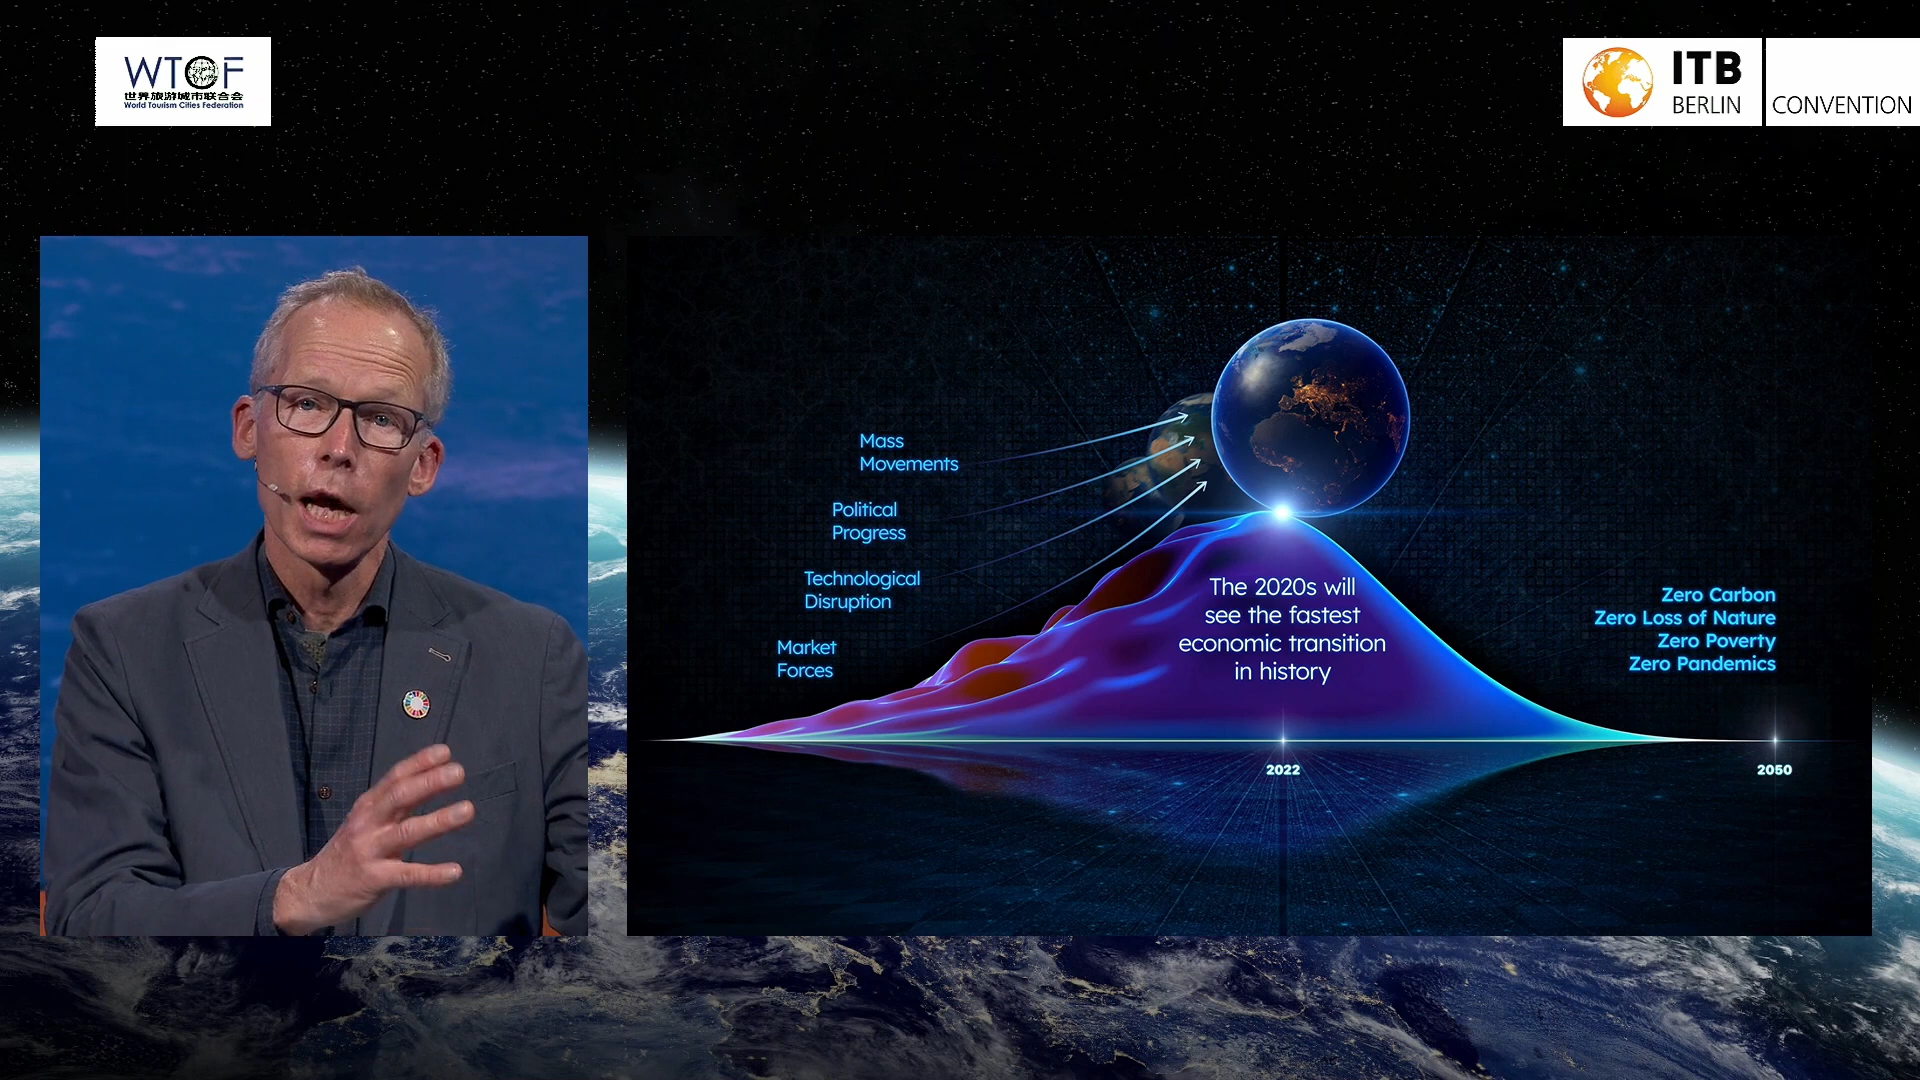 WTCF
世界旅游城市联合会
World Tourism Cities Federation
ITB
BERLIN
CONVENTION
Mass
Movements
Political
Progress
Technological
Disruption
Market
Forces
The 2020s will
see the fastest
economic transition
in history
Zero Carbon
Zero Loss of Nature
Zero Poverty
Zero Pandemics
2022
2050